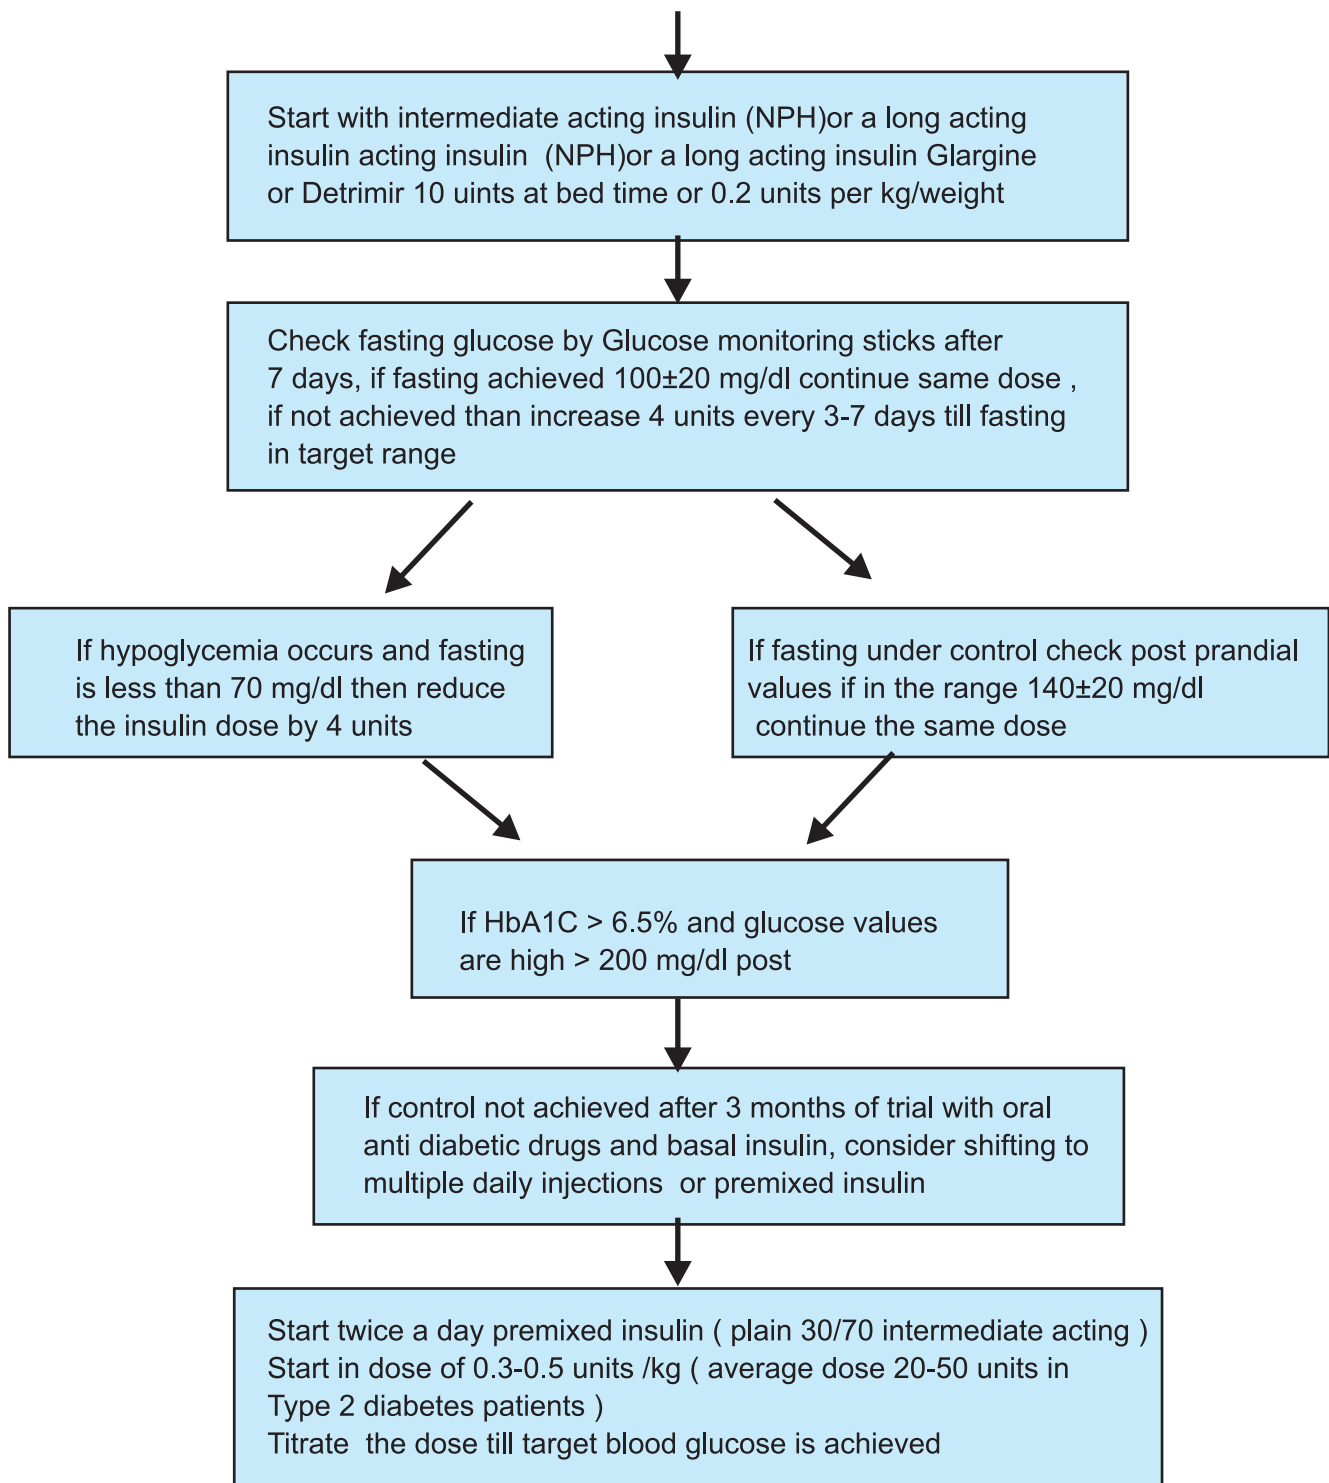 Start with intermediate acting insulin (NPH)or a long acting
insulin acting insulin (NPH)or a long acting insulin Glargine
or Detrimir 10 uints at bed time or 0.2 units per kg/weight
Check fasting glucose by Glucose monitoring sticks after
7 days, if fasting achieved 100±20 mg/dl continue same dose ,
if not achieved than increase 4 units every 3-7 days till fasting
in target range
If hypoglycemia occurs and fasting
is less than 70 mg/dl then reduce
the insulin dose by 4 units
If fasting under control check post prandial
values if in the range 140±20 mg/dl
continue the same dose
If HbA1C > 6.5% and glucose values
are high > 200 mg/dl post
If control not achieved after 3 months of trial with oral
anti diabetic drugs and basal insulin, consider shifting to
multiple daily injections or premixed insulin
Start twice a day premixed insulin ( plain 30/70 intermediate acting )
Start in dose of 0.3-0.5 units /kg ( average dose 20-50 units in
Type 2 diabetes patients )
Titrate the dose till target blood glucose is achieved